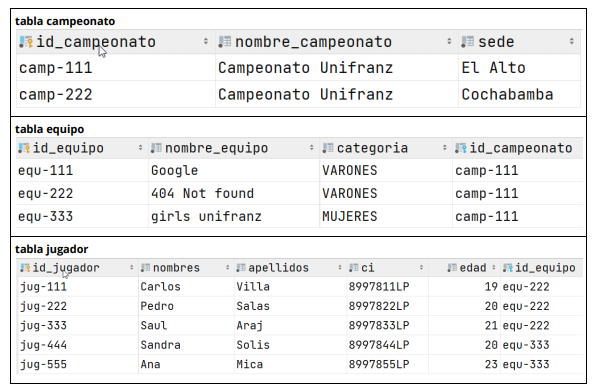 tabla campeonato
id_campeonato nombre_campeonato sede
camp-111 Campeonato Unifranz El Alto
camp-222 Campeonato Unifranz Cochabamba
tabla equipo
id_equipo nombre_equipo categoria id_campeonato
equ-111 Google VARONES camp-111
equ-222 404 Not found VARONES camp-111
equ-333 girls unifranz MUJERES camp-111
tabla jugador
id_jugador nombres apellidos ci edad id_equipo
jug-111 Carlos Villa 8997811LP 19 equ-222
jug-222 Pedro Salas 8997822LP 20 equ-222
jug-333 Saul Araj 8997833LP 21 equ-222
jug-444 Sandra Solis 8997844LP 20 equ-333
jug-555 Ana Mica 8997855LP 23 equ-333